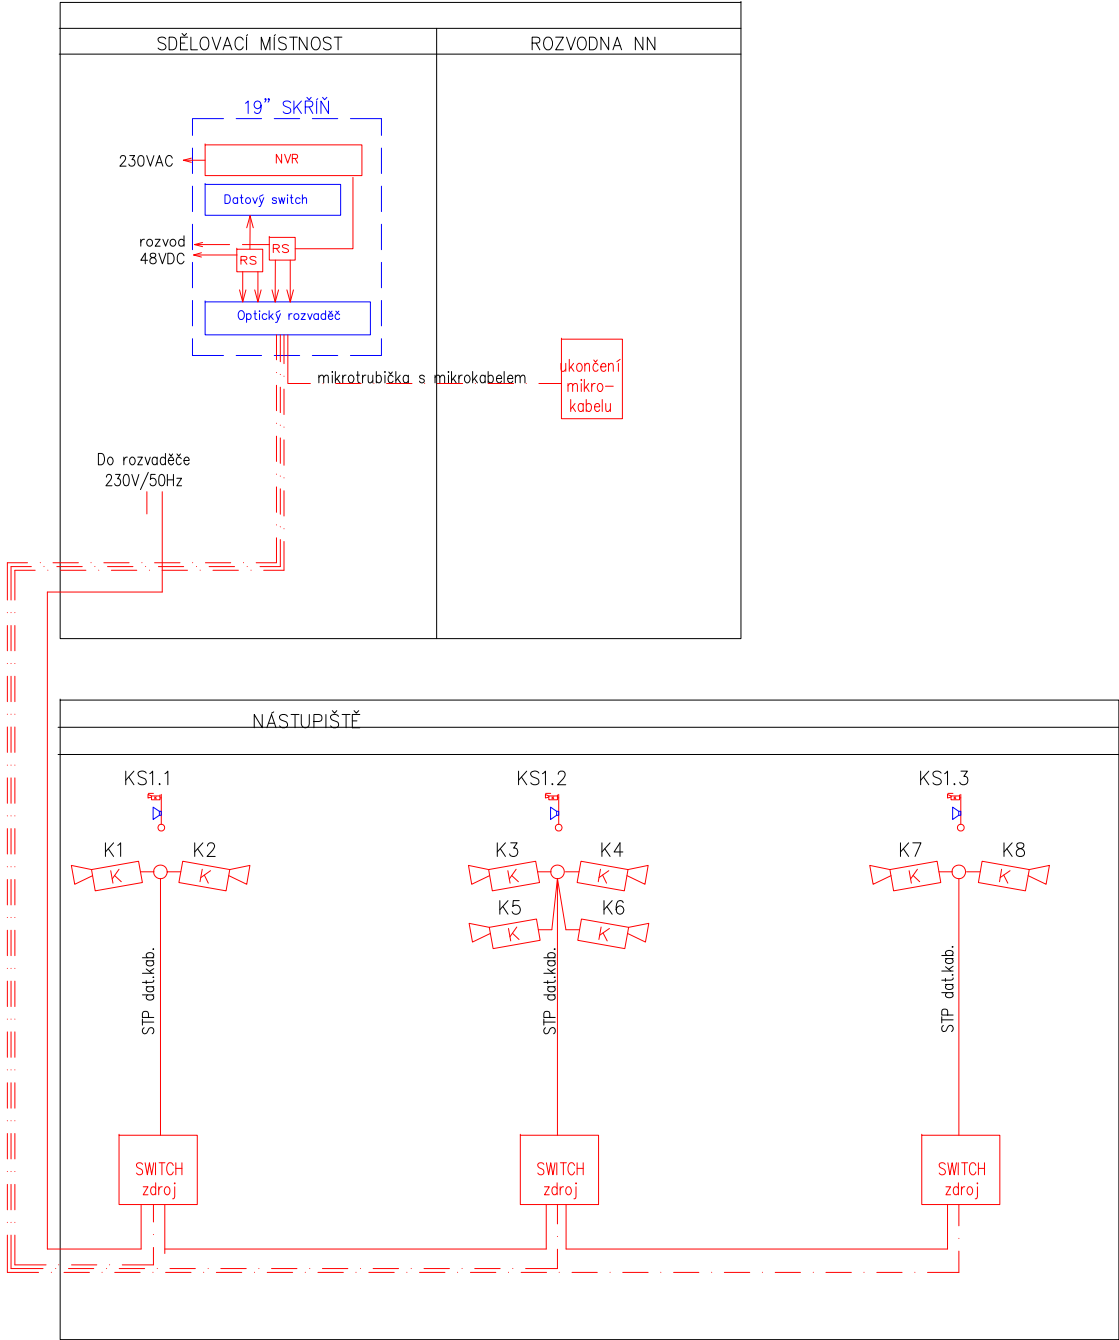 SDĚLOVACÍ MÍSTNOST
ROZVODNA NN
19" SKŘÍŇ
230VAC
NVR
Datový switch
rozvod
48VDC
RS
RS
Optický rozvaděč
mikrotrubička s mikrokabelem
ukončení
mikro-
kabelu
Do rozvaděče
230V/50Hz
NÁSTUPIŠTĚ
KS1.1
KS1.2
KS1.3
K1
K2
K3
K4
K7
K8
K
K
K
K
K
K
K5
K6
K
K
STP dat.kab.
STP dat.kab.
STP dat.kab.
SWITCH
zdroj
SWITCH
zdroj
SWITCH
zdroj